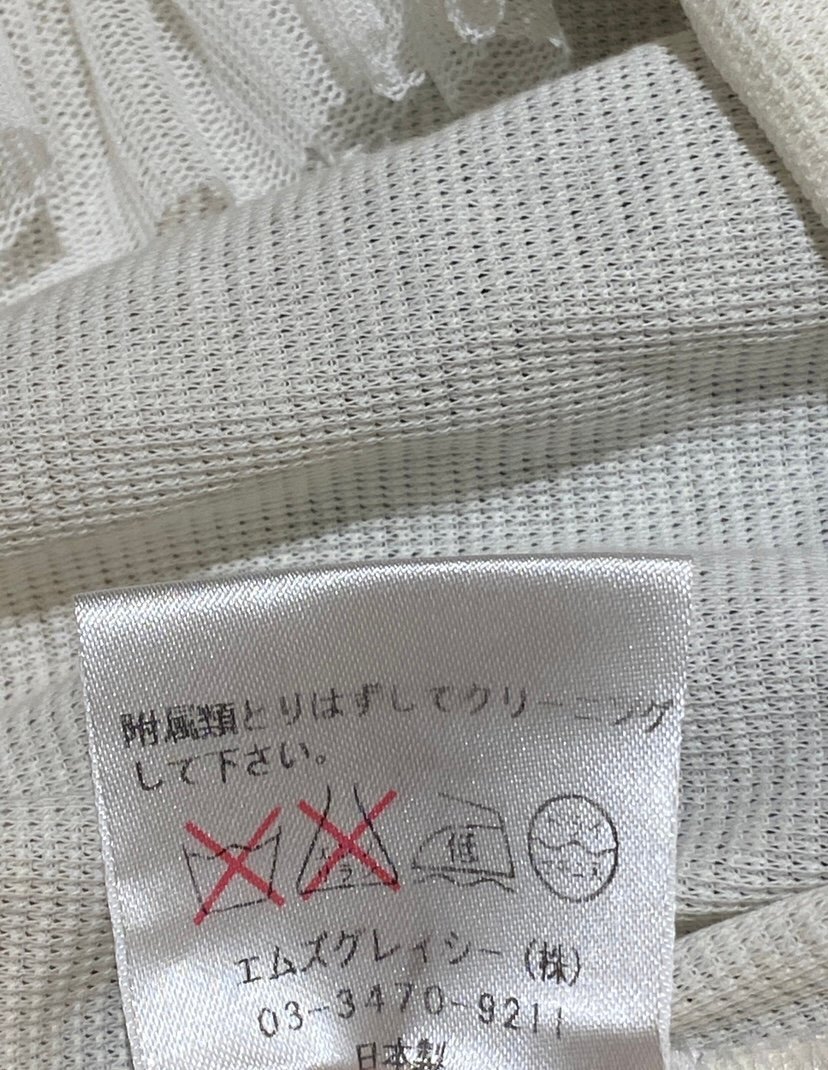 附属類とりはずしてクリーニング
して下さい。
低
エムズグレイシー(株)
03-3470-9211
日本製